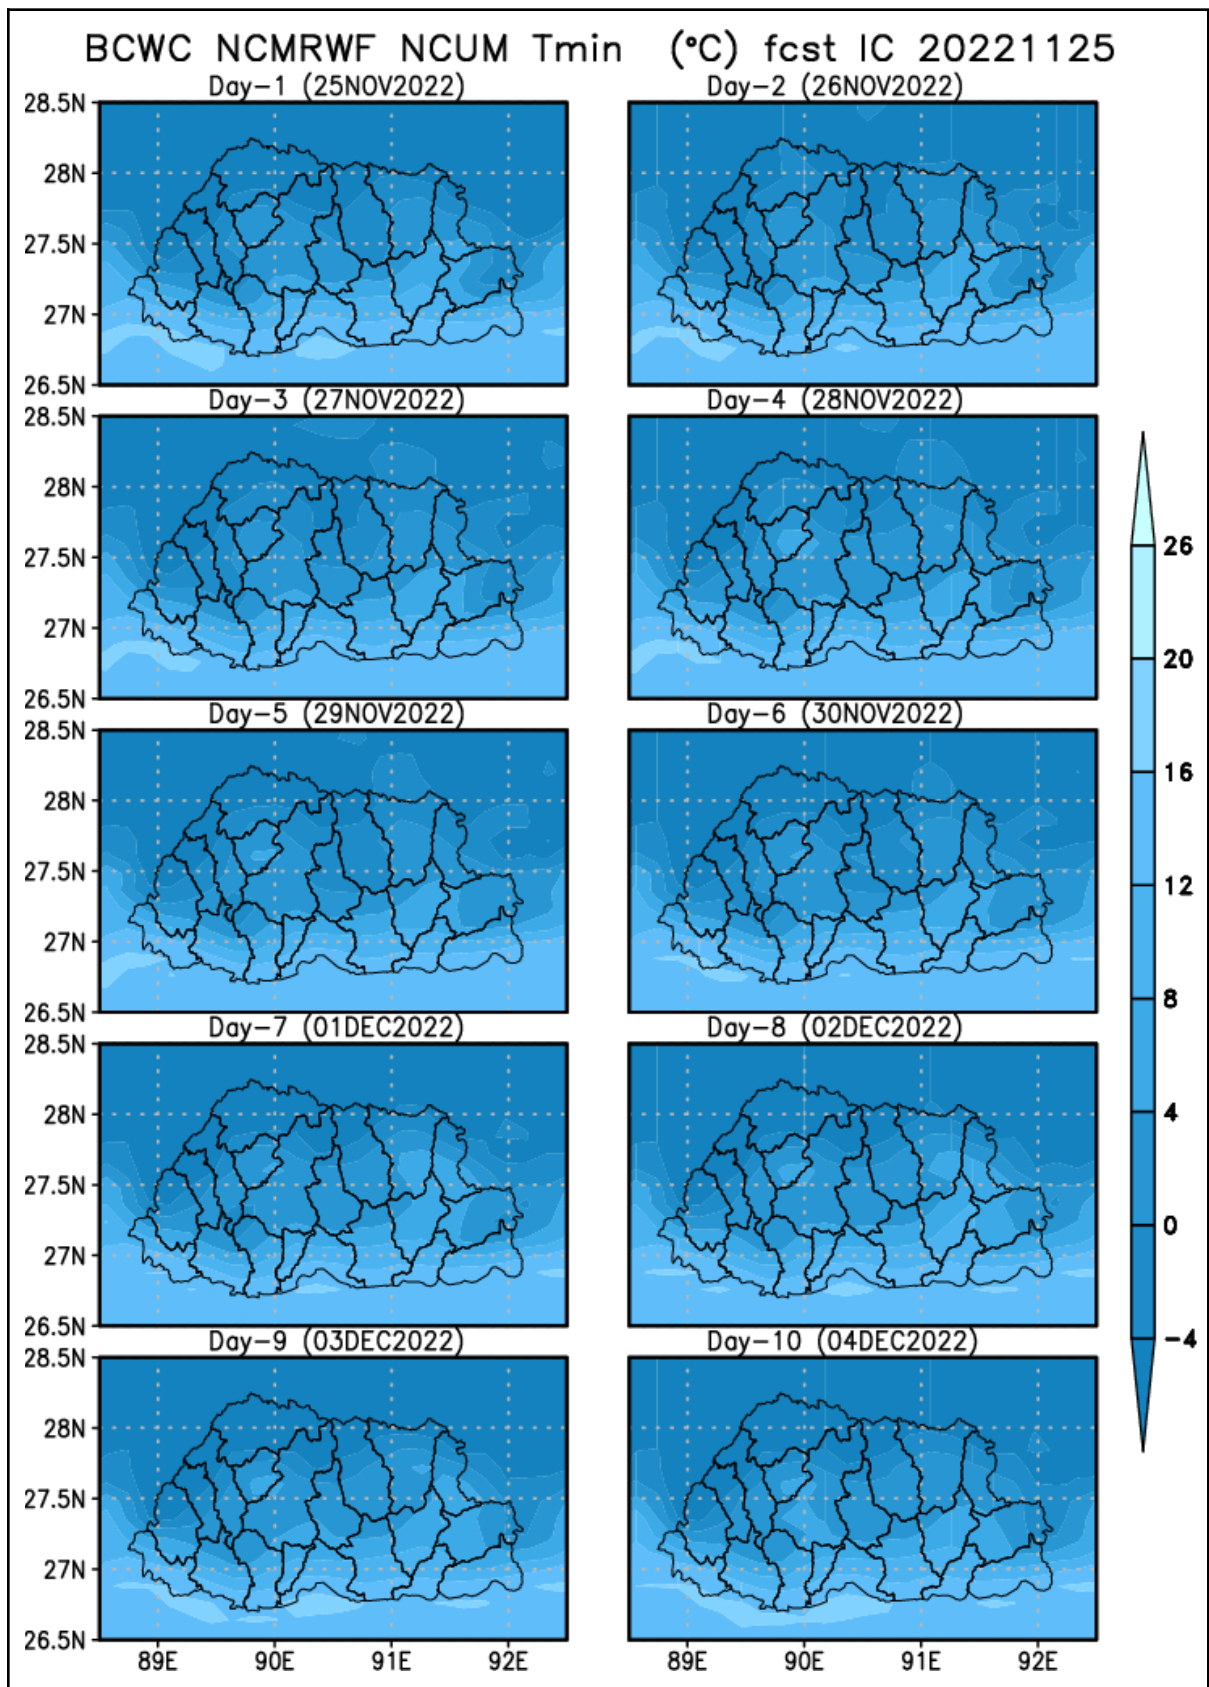 BCWC NCMRWF NCUM Tmin (°C) fcst IC 20221125
Day-1 (25NOV2022) Day-2 (26NOV2022)
28.5N
28N
27.5N
27N
26.5N
Day-3 (27NOV2022) Day-4 (28NOV2022)
28.5N
28N
27.5N
27N
26.5N
Day-5 (29NOV2022) Day-6 (30NOV2022)
28.5N
28N
27.5N
27N
26.5N
Day-7 (01DEC2022) Day-8 (02DEC2022)
28.5N
28N
27.5N
27N
26.5N
Day-9 (03DEC2022) Day-10 (04DEC2022)
28.5N
28N
27.5N
27N
26.5N
89E 90E 91E 92E 89E 90E 91E 92E
26
20
16
12
8
4
0
-4